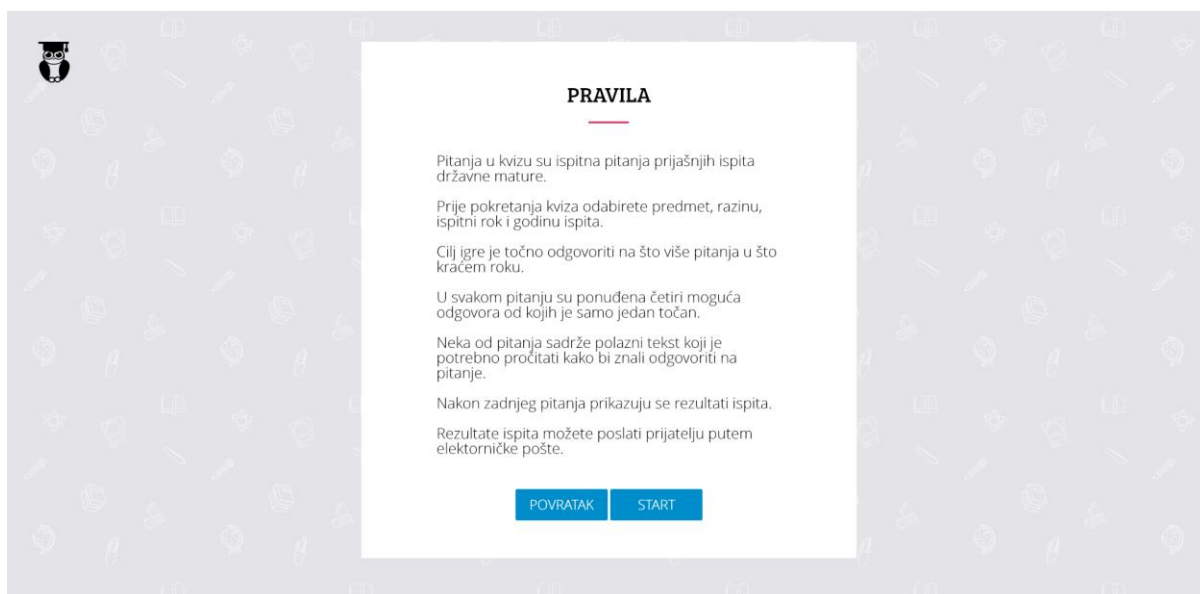 PRAVILA
Pitanja u kvizu su ispitna pitanja prijašnjih ispita
državne mature.
Prije pokretanja kviza odabirete predmet, razinu,
ispitni rok i godinu ispita.
Cilj igre je točno odgovoriti na što više pitanja u što
kraćem roku.
U svakom pitanju su ponuđena četiri moguća
odgovora od kojih je samo jedan točan.
Neka od pitanja sadrže polazni tekst koji je
potrebno pročitati kako bi znali odgovoriti na
pitanje.
Nakon zadnjeg pitanja prikazuju se rezultati ispita.
Rezultate ispita možete poslati prijatelju putem
elektorničke pošte.
POVRATAK START